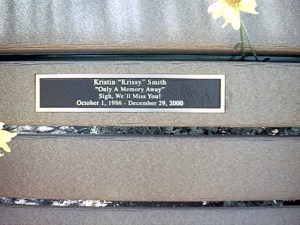 Kristin "Krissy" Smith
"Only A Memory Away"
Sigh, We'll Miss You!
October 1, 1986 - December 29, 2000